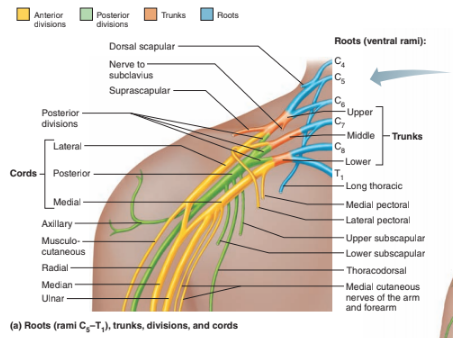 Anterior divisions
Posterior divisions
Trunks
Roots
Roots (ventral rami):
Dorsal scapular
Nerve to
subclavius
Suprascapular
Posterior
divisions
Cords
Lateral
Posterior
Medial
Axillary
Musculo-
cutaneous
Radial
Median
Ulnar
C₄
C₅
C₆
C₇
C₈
T₁
Upper
Middle
Lower
Trunks
Long thoracic
Medial pectoral
Lateral pectoral
Upper subscapular
Lower subscapular
Thoracodorsal
Medial cutaneous
nerves of the arm
and forearm
(a) Roots (rami C₅–T₁), trunks, divisions, and cords